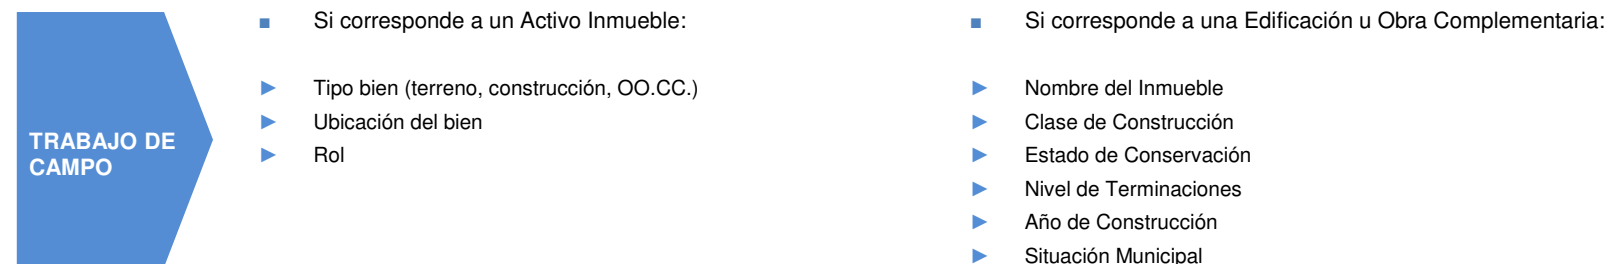 TRABAJO DE
CAMPO
Si corresponde a un Activo Inmueble:
Tipo bien (terreno, construcción, OO.CC.)
Ubicación del bien
Rol
Si corresponde a una Edificación u Obra Complementaria:
Nombre del Inmueble
Clase de Construcción
Estado de Conservación
Nivel de Terminaciones
Año de Construcción
Situación Municipal